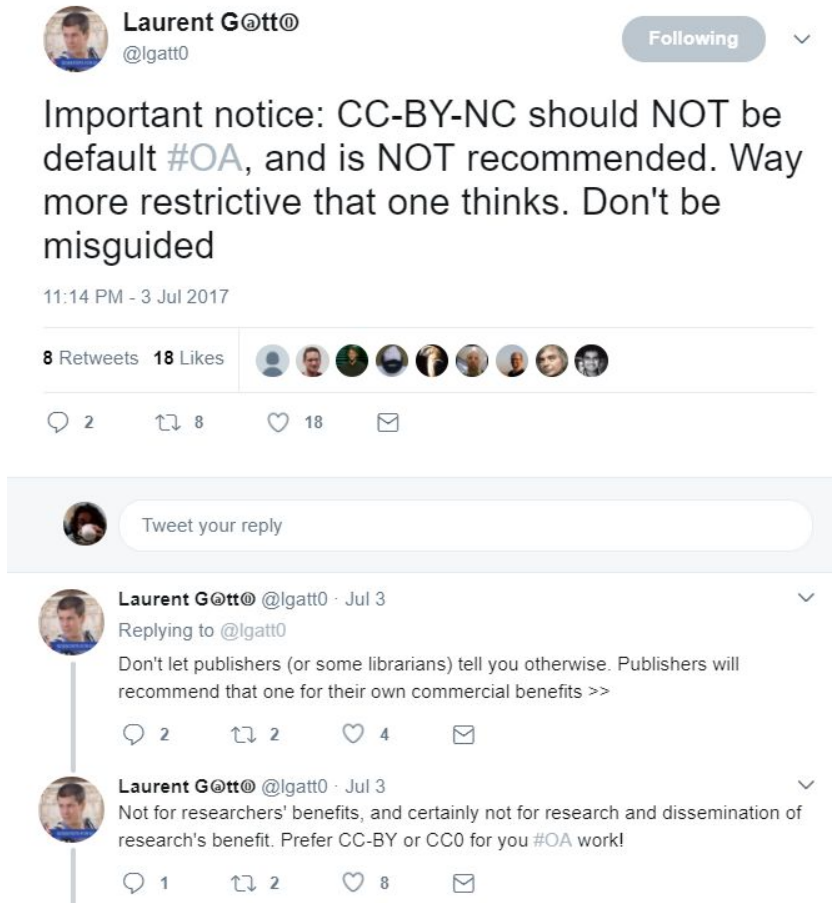 Laurent G@tt⓪
@lgatt0
Following
Important notice: CC-BY-NC should NOT be
default #OA, and is NOT recommended. Way
more restrictive that one thinks. Don't be
misguided
11:14 PM - 3 Jul 2017
8 Retweets 18 Likes
2 8 18
Tweet your reply
Laurent G@tt⓪ @lgatt0 · Jul 3
Replying to @lgatt0
Don't let publishers (or some librarians) tell you otherwise. Publishers will
recommend that one for their own commercial benefits >>
2 2 4
Laurent G@tt⓪ @lgatt0 · Jul 3
Not for researchers' benefits, and certainly not for research and dissemination of
research's benefit. Prefer CC-BY or CC0 for you #OA work!
1 2 8